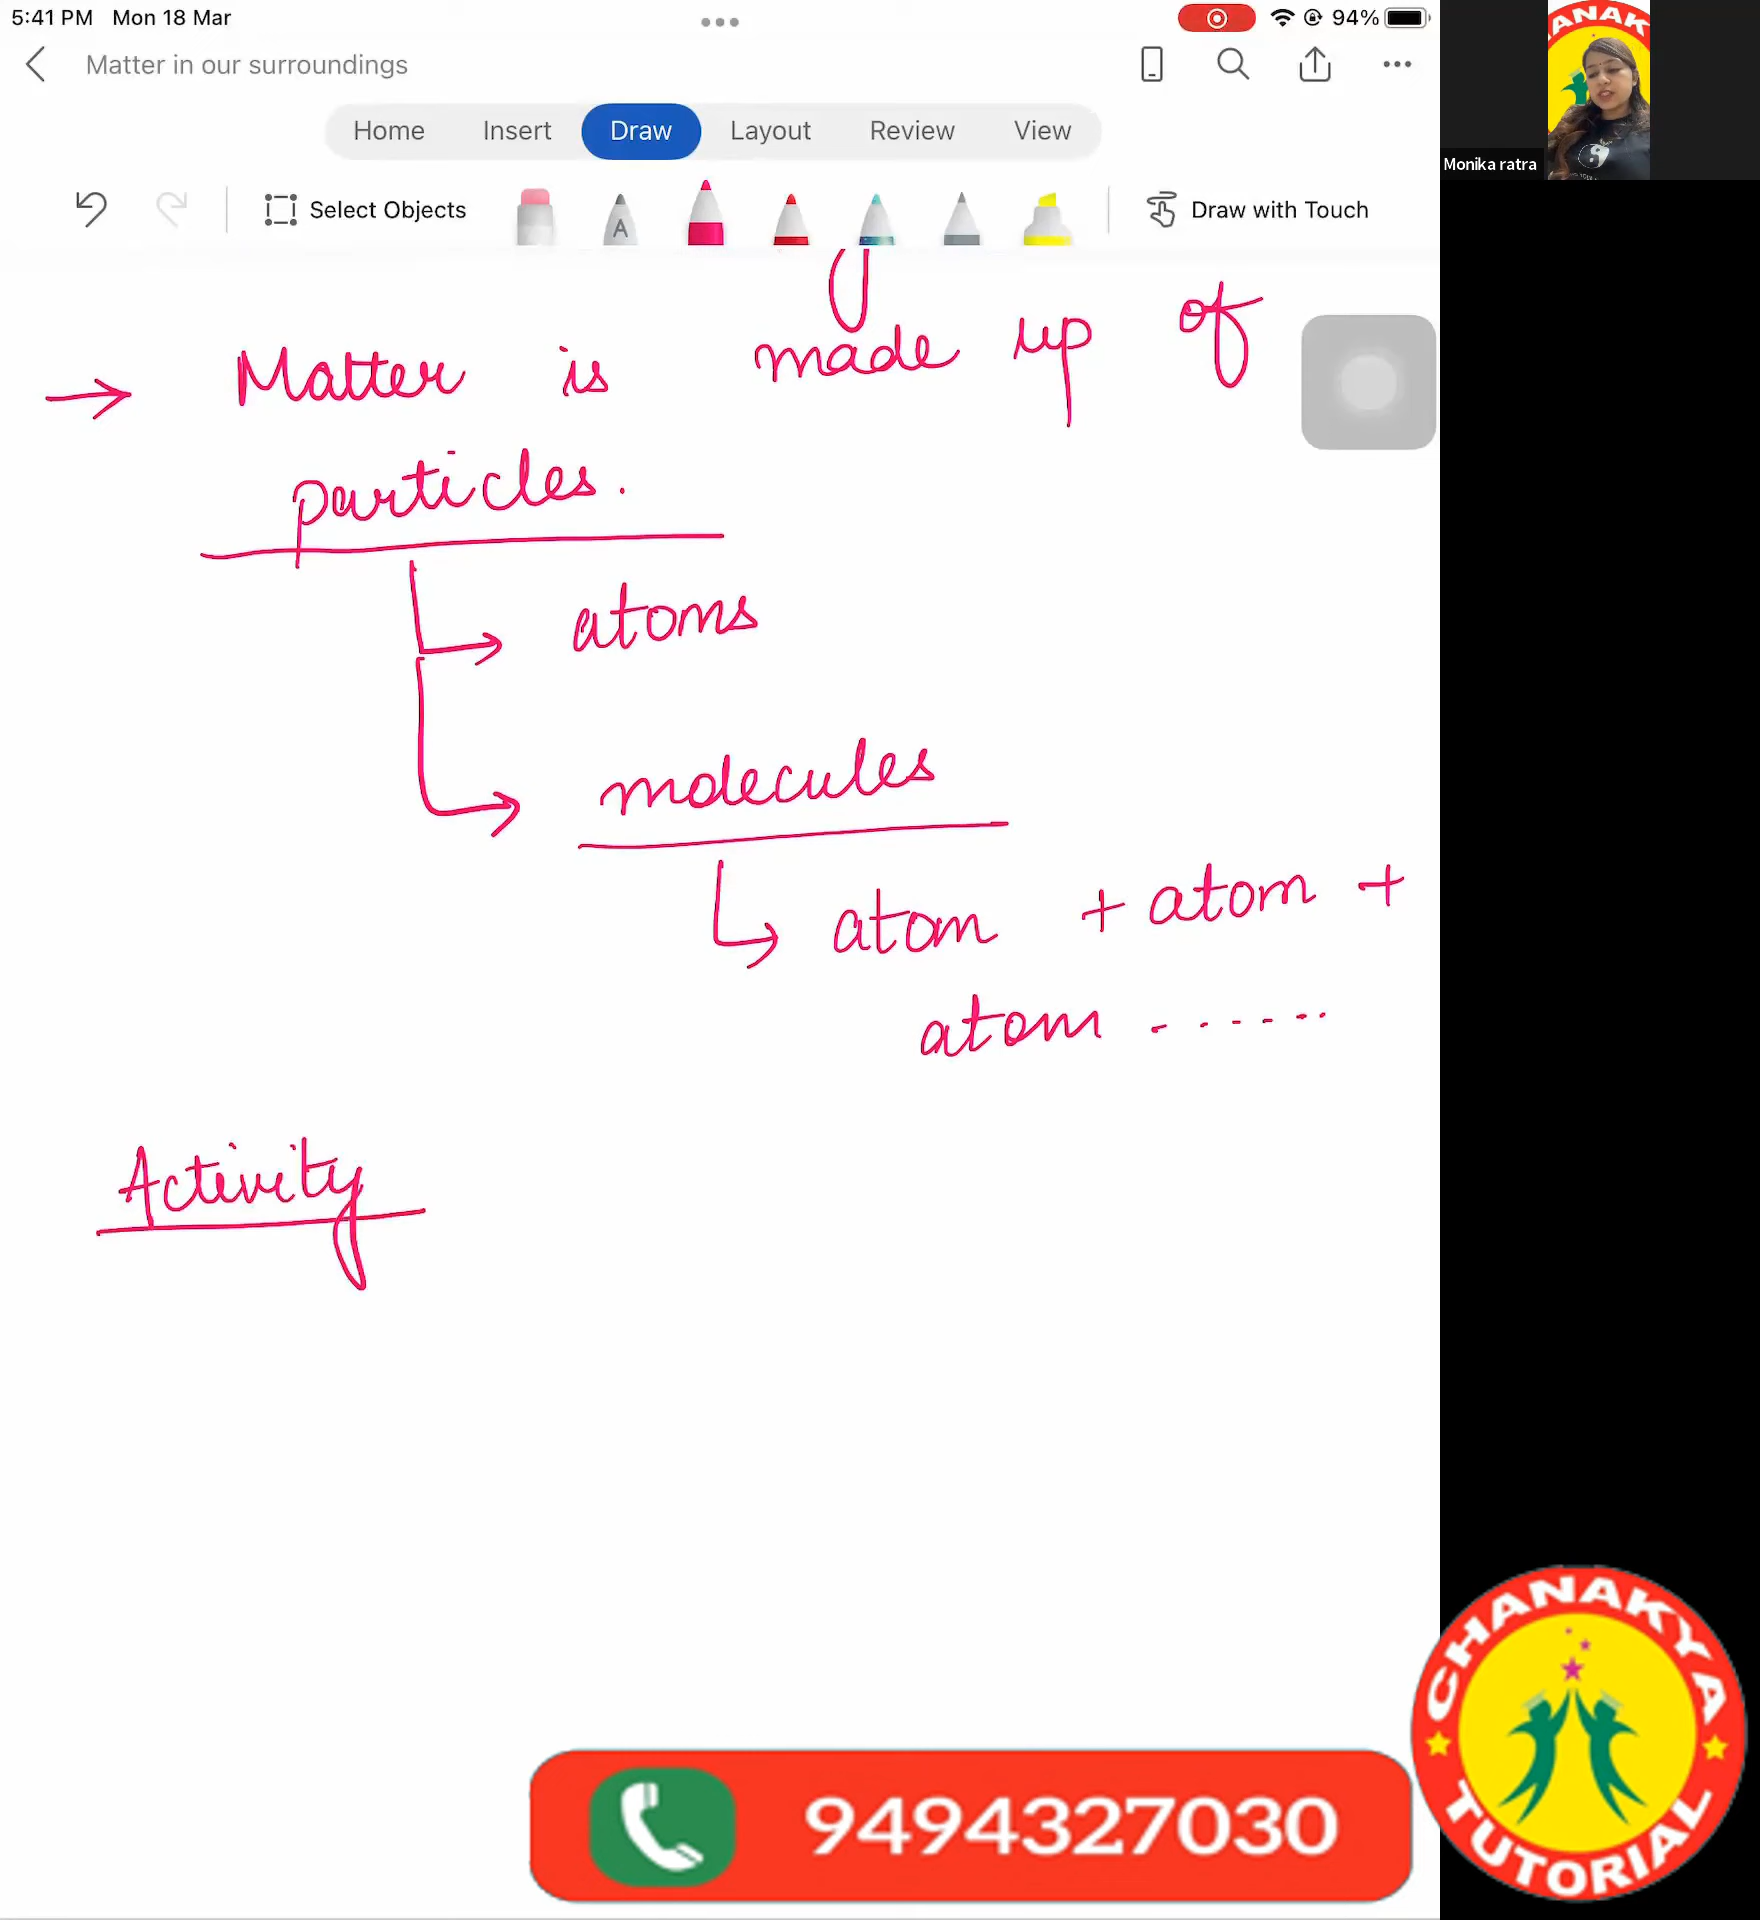 5:41 PM Mon 18 Mar
94%
Matter in our surroundings
Home Insert Draw Layout Review View
Select Objects
A
Draw with Touch
ANAK
Monika ratra
→ Matter is made up of
particles.
atoms
molecules
atom + atom +
atom ......
Activity
9494327030
CHANAKYA
TUTORIAL